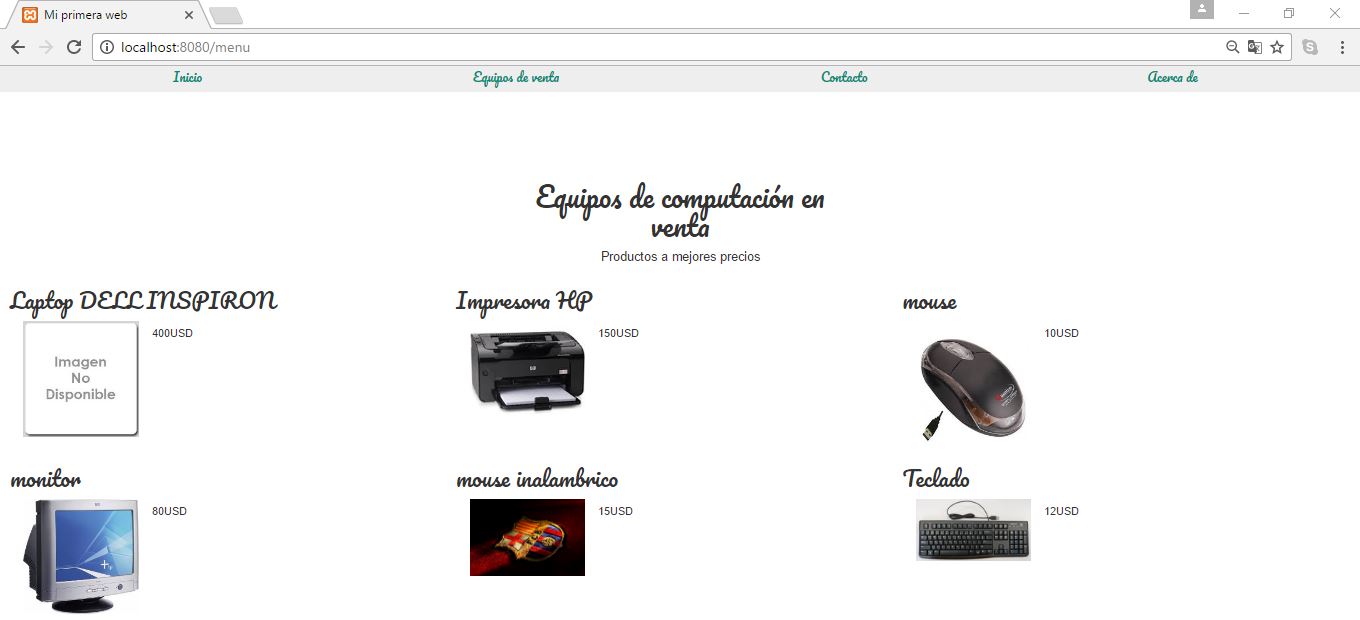 Mi primera web
localhost:8080/menu
Inicio Equipos de venta Contacto Acerca de
Equipos de computación en
venta
Productos a mejores precios
Laptop DELL INSPIRON
Imagen
No
Disponible
400USD
Impresora HP
150USD
mouse
10USD
monitor
80USD
mouse inalambrico
15USD
Teclado
12USD